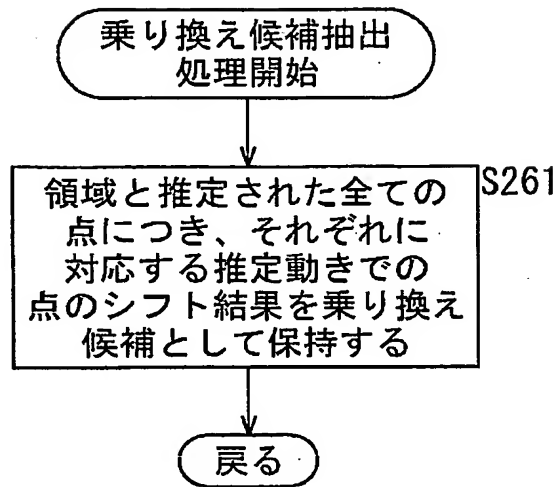 乗り換え候補抽出
処理開始
S261
領域と推定された全ての
点につき、それぞれに
対応する推定動きでの
点のシフト結果を乗り換え
候補として保持する
戻る